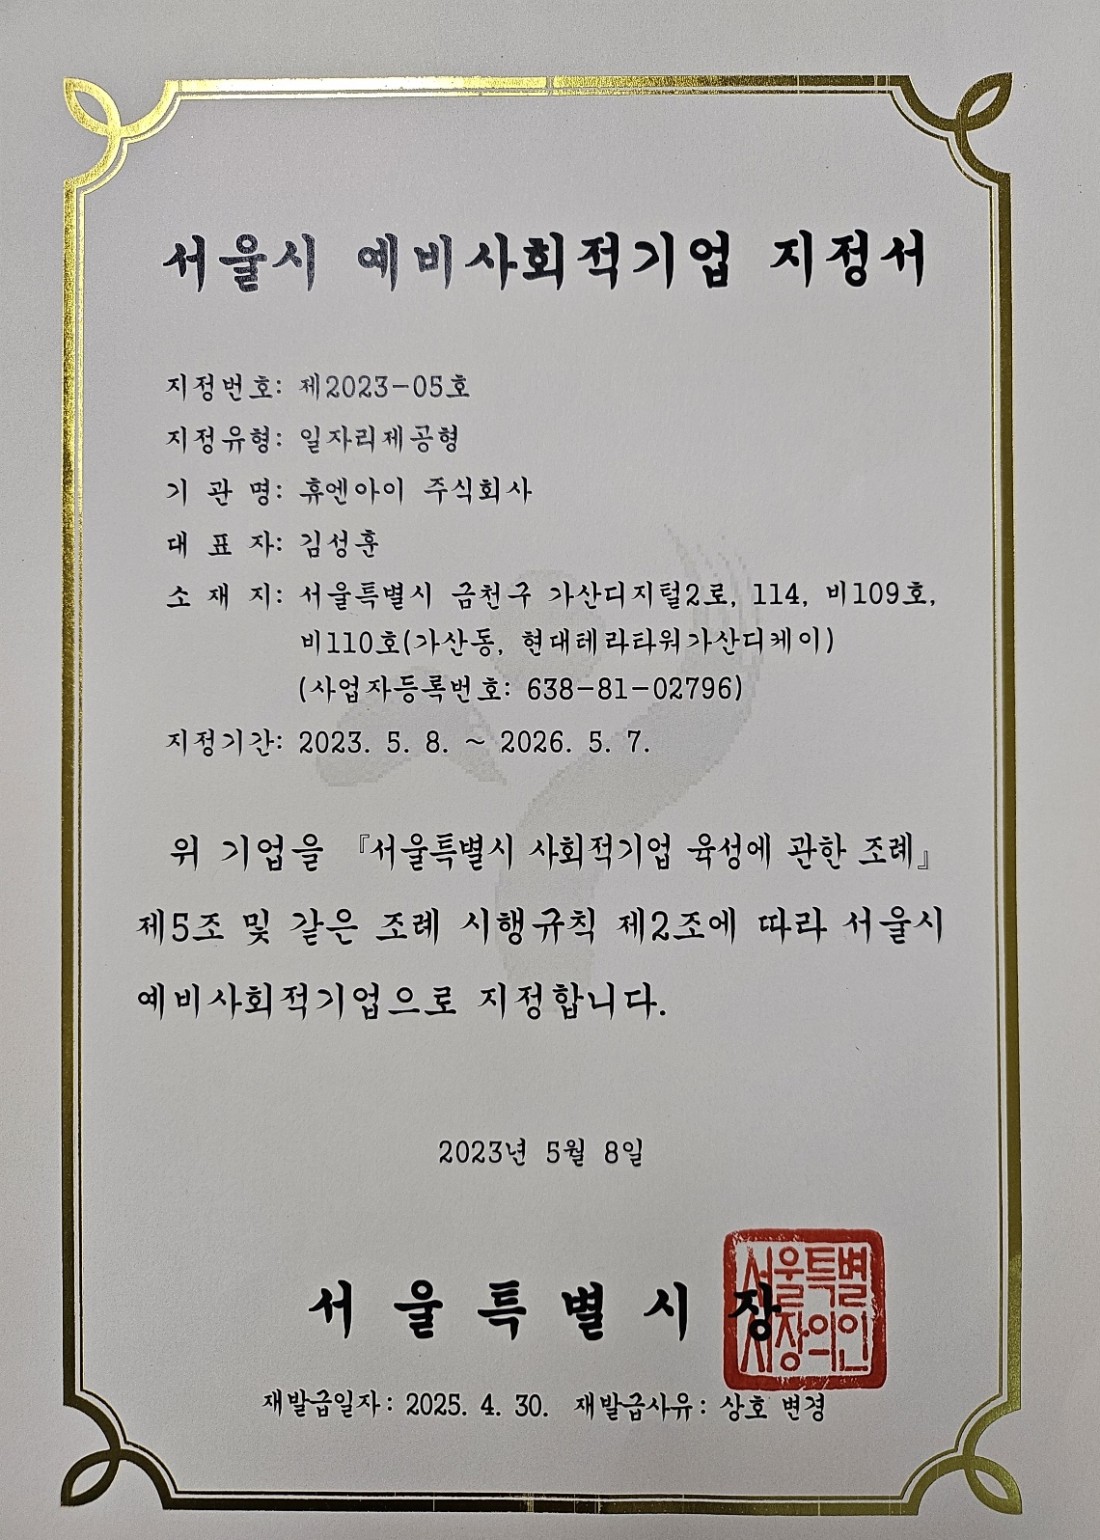 서울시 예비사회적기업 지정서
지정번호: 제2023-05호
지정유형: 일자리제공형
기 관 명: 휴엔아이 주식회사
대 표 자: 김성훈
소 재 지: 서울특별시 금천구 가산디지털2로, 114, 비109호,
비110호(가산동, 현대테라타워가산디케이)
(사업자등록번호: 638-81-02796)
지정기간: 2023. 5. 8. ~ 2026. 5. 7.
위 기업을 『서울특별시 사회적기업 육성에 관한 조례』
제5조 및 같은 조례 시행규칙 제2조에 따라 서울시
예비사회적기업으로 지정합니다.
2023년 5월 8일
서 울 특 별 시 장
서울특별
시장의인
재발급일자: 2025. 4. 30. 재발급사유: 상호 변경